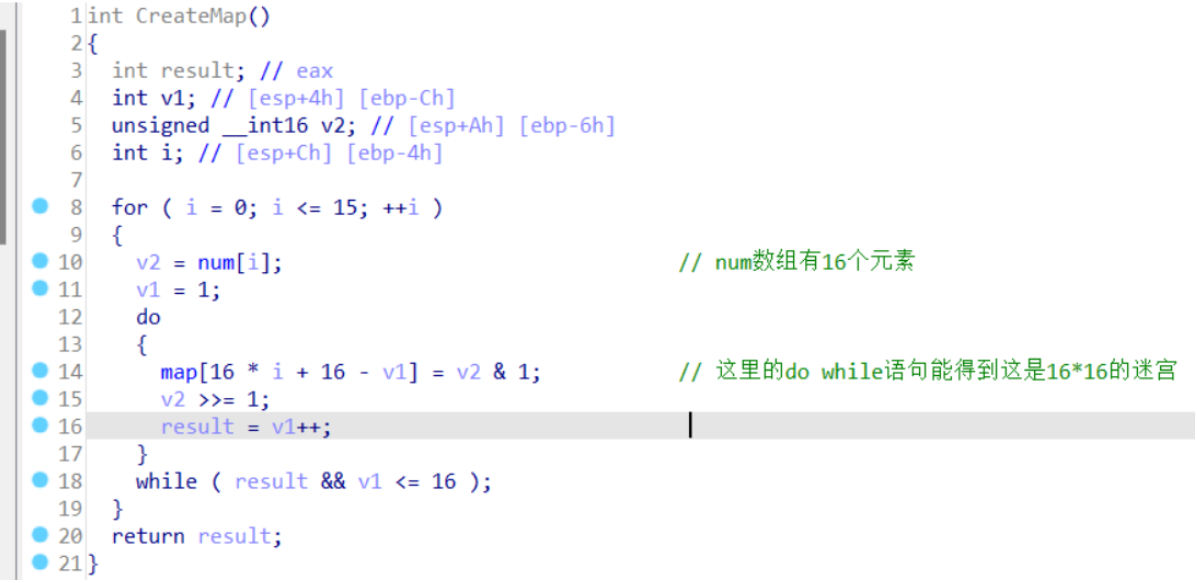 1 int CreateMap()
2 {
3   int result; // eax
4   int v1; // [esp+4h] [ebp-Ch]
5   unsigned __int16 v2; // [esp+Ah] [ebp-6h]
6   int i; // [esp+Ch] [ebp-4h]
7
8   for ( i = 0; i <= 15; ++i )
9   {
10     v2 = num[i]; // num数组有16个元素
11     v1 = 1;
12     do
13     {
14       map[16 * i + 16 - v1] = v2 & 1; // 这里的do while语句能得到这是16*16的迷宫
15       v2 >>= 1;
16       result = v1++;
17     }
18     while ( result && v1 <= 16 );
19   }
20   return result;
21 }